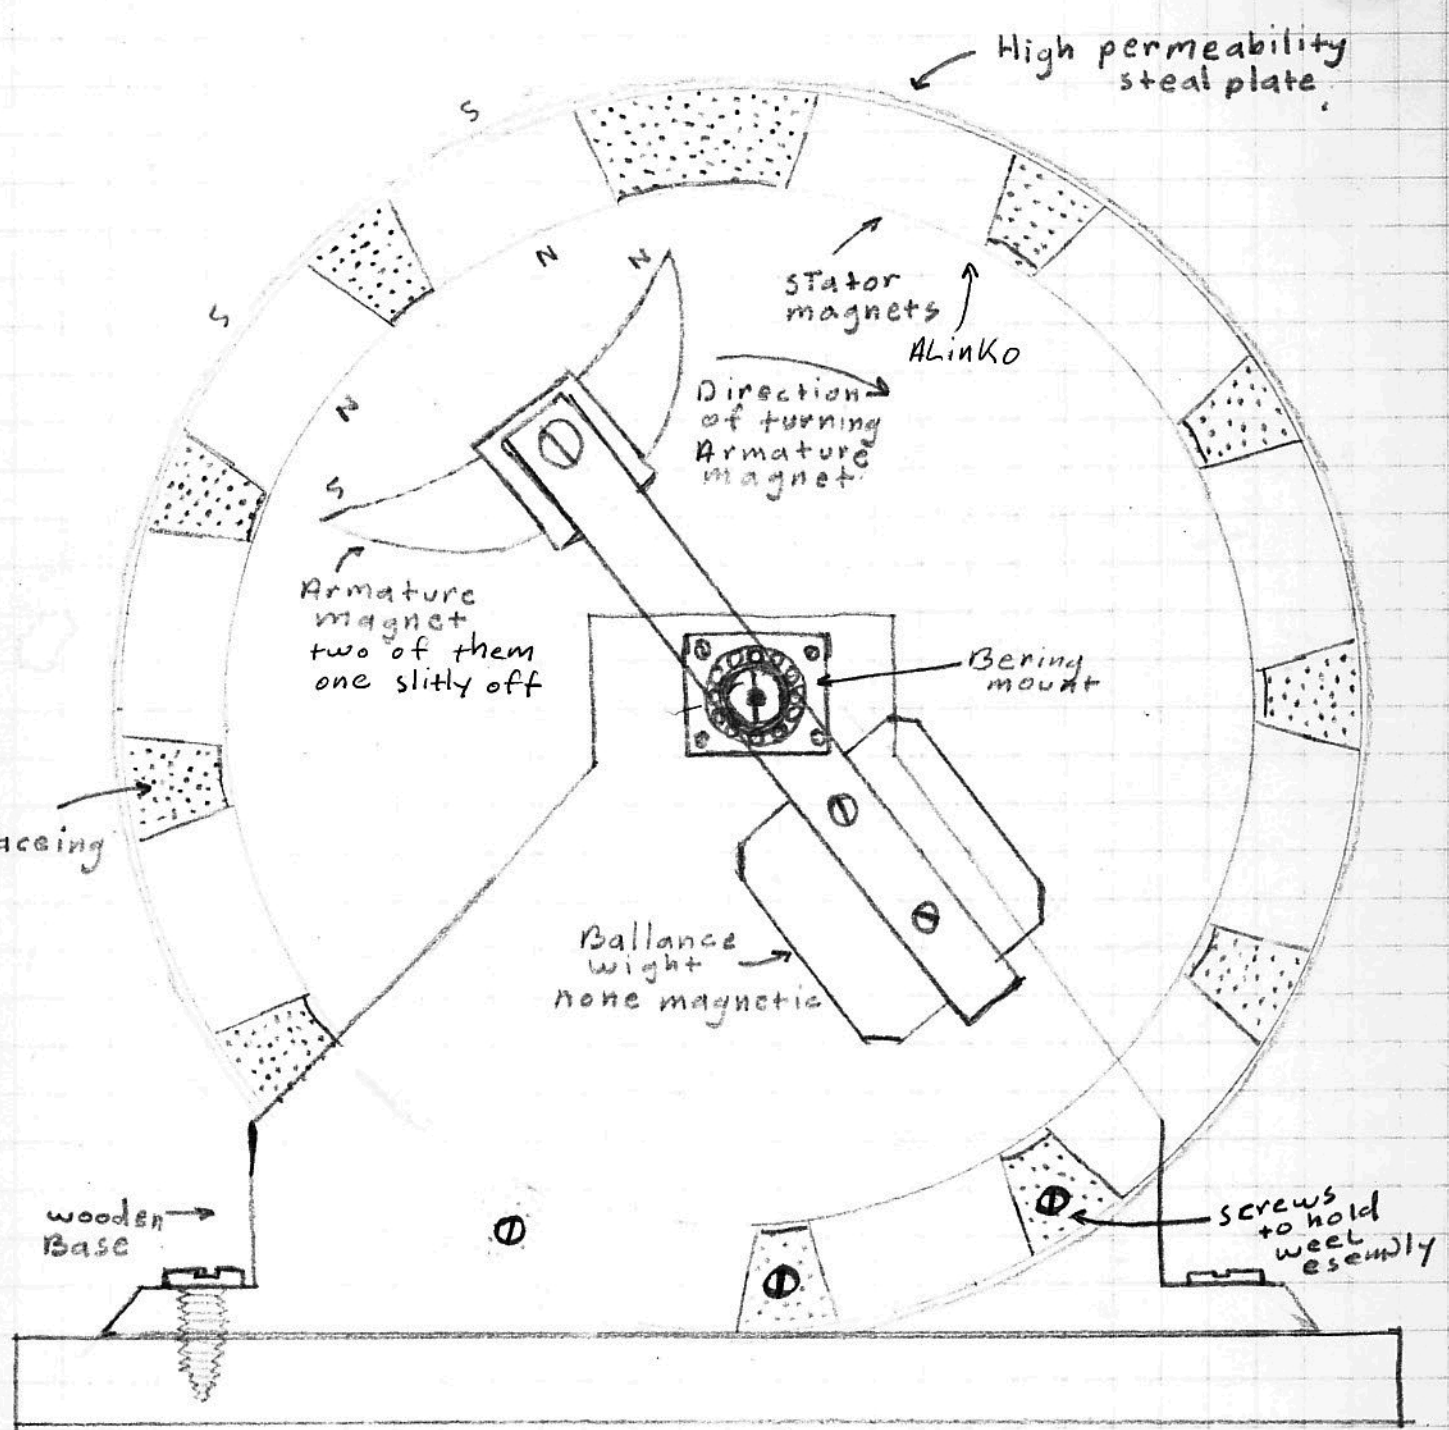 High permeability
steal plate.
S
S
N
N
N
S
STator
magnets
ALinKo
Direction
of turning
Armature
magnet
Armature
magnet
two of them
one slitly off
Bering
mount
aceing
Ballance
wight
none magnetic
wooden
Base
screws
to hold
weel
esembly